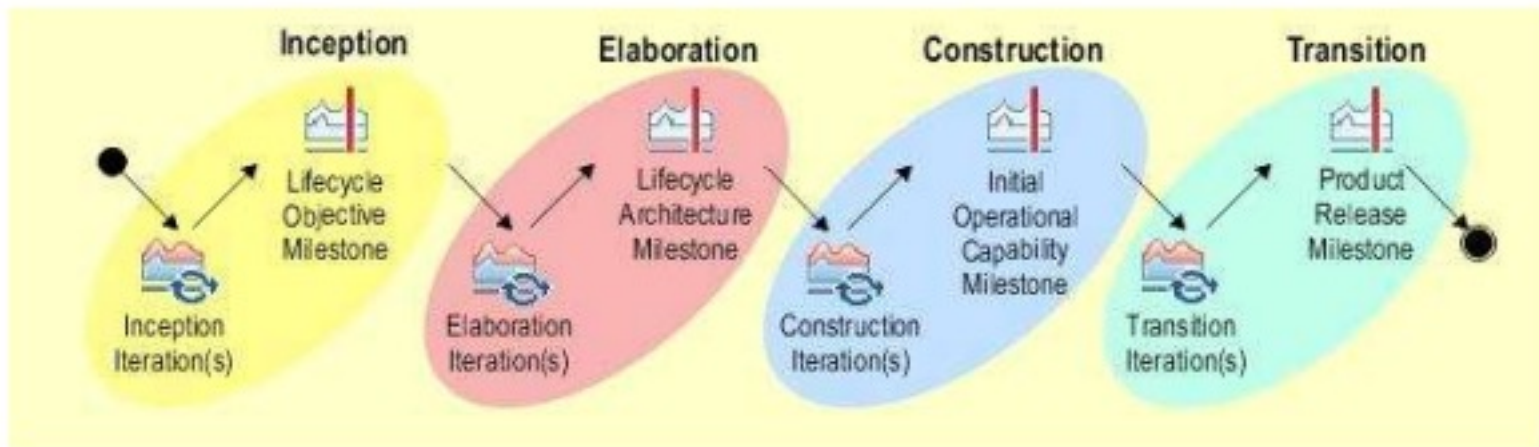 Inception
Lifecycle
Objective
Milestone
Inception
Iteration(s)
Elaboration
Lifecycle
Architecture
Milestone
Elaboration
Iteration(s)
Construction
Initial
Operational
Capability
Milestone
Construction
Iteration(s)
Transition
Product
Release
Milestone
Transition
Iteration(s)